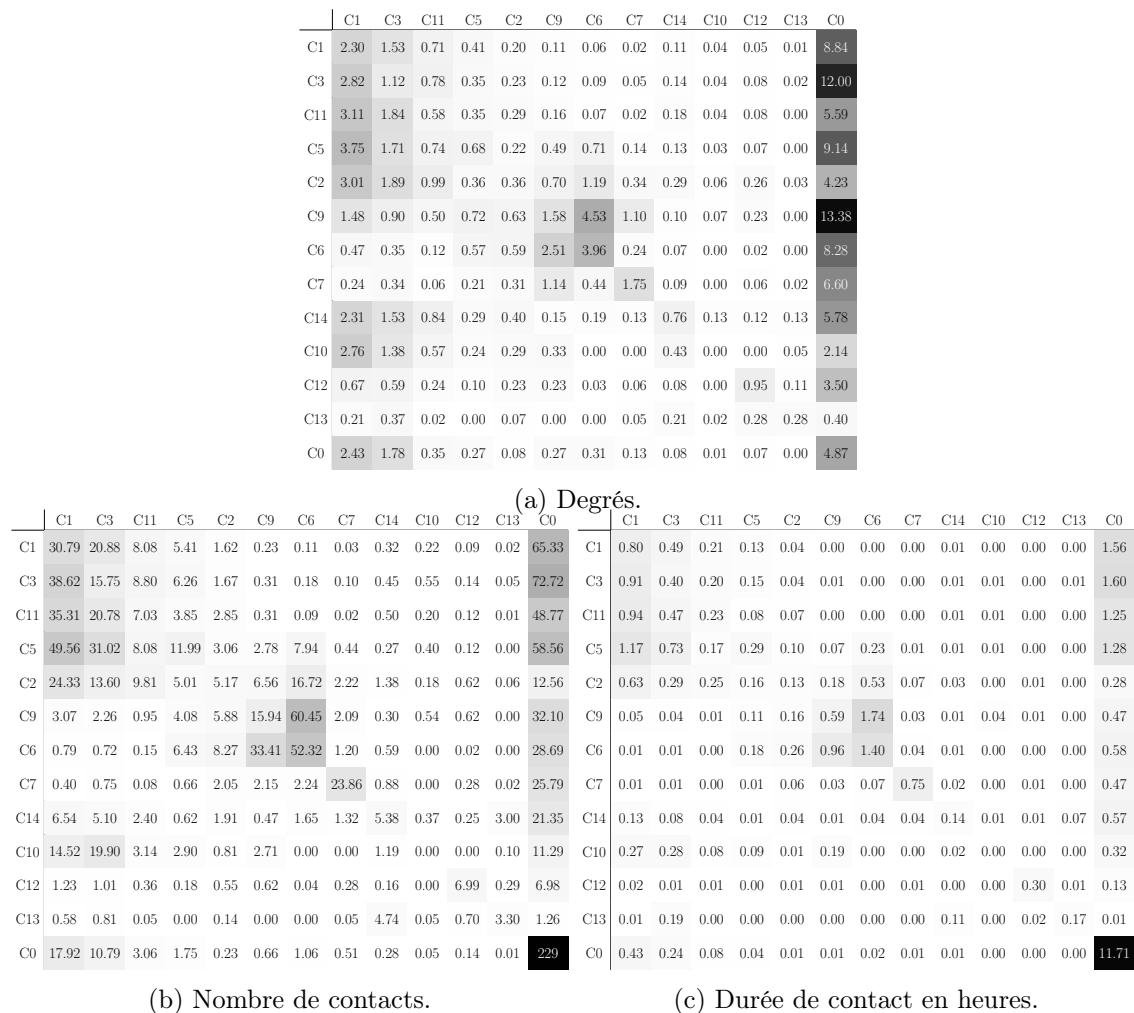 C1 C3 C11 C5 C2 C9 C6 C7 C14 C10 C12 C13 C0
C1 2.30 1.53 0.71 0.41 0.20 0.11 0.06 0.02 0.11 0.04 0.05 0.01 8.84
C3 2.82 1.12 0.78 0.35 0.23 0.12 0.09 0.05 0.14 0.04 0.08 0.02 12.00
C11 3.11 1.84 0.58 0.35 0.29 0.16 0.07 0.02 0.18 0.04 0.08 0.00 5.59
C5 3.75 1.71 0.74 0.68 0.22 0.49 0.71 0.14 0.13 0.03 0.07 0.00 9.14
C2 3.01 1.89 0.99 0.36 0.36 0.70 1.19 0.34 0.29 0.06 0.26 0.03 4.23
C9 1.48 0.90 0.50 0.72 0.63 1.58 4.53 1.10 0.10 0.07 0.23 0.00 13.38
C6 0.47 0.35 0.12 0.57 0.59 2.51 3.96 0.24 0.07 0.00 0.02 0.00 8.28
C7 0.24 0.34 0.06 0.21 0.31 1.14 0.44 1.75 0.09 0.00 0.06 0.02 6.60
C14 2.31 1.53 0.84 0.29 0.40 0.15 0.19 0.13 0.76 0.13 0.12 0.13 5.78
C10 2.76 1.38 0.57 0.24 0.29 0.33 0.00 0.00 0.43 0.00 0.00 0.05 2.14
C12 0.67 0.59 0.24 0.10 0.23 0.23 0.03 0.06 0.08 0.00 0.95 0.11 3.50
C13 0.21 0.37 0.02 0.00 0.07 0.00 0.00 0.05 0.21 0.02 0.28 0.28 0.40
C0 2.43 1.78 0.35 0.27 0.08 0.27 0.31 0.13 0.08 0.01 0.07 0.00 4.87
(a) Degrés.
C1 C3 C11 C5 C2 C9 C6 C7 C14 C10 C12 C13 C0
C1 30.79 20.88 8.08 5.41 1.62 0.23 0.11 0.03 0.32 0.22 0.09 0.02 65.33
C3 38.62 15.75 8.80 6.26 1.67 0.31 0.18 0.10 0.45 0.55 0.14 0.05 72.72
C11 35.31 20.78 7.03 3.85 2.85 0.31 0.09 0.02 0.50 0.20 0.12 0.01 48.77
C5 49.56 31.02 8.08 11.99 3.06 2.78 7.94 0.44 0.27 0.40 0.12 0.00 58.56
C2 24.33 13.60 9.81 5.01 5.17 6.56 16.72 2.22 1.38 0.18 0.62 0.06 12.56
C9 3.07 2.26 0.95 4.08 5.88 15.94 60.45 2.09 0.30 0.54 0.62 0.00 32.10
C6 0.79 0.72 0.15 6.43 8.27 33.41 52.32 1.20 0.59 0.00 0.02 0.00 28.69
C7 0.40 0.75 0.08 0.66 2.05 2.15 2.24 23.86 0.88 0.00 0.28 0.02 25.79
C14 6.54 5.10 2.40 0.62 1.91 0.47 1.65 1.32 5.38 0.37 0.25 3.00 21.35
C10 14.52 19.90 3.14 2.90 0.81 2.71 0.00 0.00 1.19 0.00 0.00 0.10 11.29
C12 1.23 1.01 0.36 0.18 0.55 0.62 0.04 0.28 0.16 0.00 6.99 0.29 6.98
C13 0.58 0.81 0.05 0.00 0.14 0.00 0.00 0.05 4.74 0.05 0.70 3.30 1.26
C0 17.92 10.79 3.06 1.75 0.23 0.66 1.06 0.51 0.28 0.05 0.14 0.01 229
(b) Nombre de contacts.
C1 C3 C11 C5 C2 C9 C6 C7 C14 C10 C12 C13 C0
C1 0.80 0.49 0.21 0.13 0.04 0.00 0.00 0.00 0.01 0.00 0.00 0.00 1.56
C3 0.91 0.40 0.20 0.15 0.04 0.01 0.00 0.00 0.01 0.01 0.00 0.01 1.60
C11 0.94 0.47 0.23 0.08 0.07 0.00 0.00 0.00 0.01 0.01 0.00 0.00 1.25
C5 1.17 0.73 0.17 0.29 0.10 0.07 0.23 0.01 0.01 0.01 0.00 0.00 1.28
C2 0.63 0.29 0.25 0.16 0.13 0.18 0.53 0.07 0.03 0.00 0.01 0.00 0.28
C9 0.05 0.04 0.01 0.11 0.16 0.59 1.74 0.03 0.01 0.04 0.01 0.00 0.47
C6 0.01 0.01 0.00 0.18 0.26 0.96 1.40 0.04 0.01 0.00 0.00 0.00 0.58
C7 0.01 0.01 0.00 0.01 0.06 0.03 0.07 0.75 0.02 0.00 0.01 0.00 0.47
C14 0.13 0.08 0.04 0.01 0.04 0.01 0.04 0.04 0.14 0.01 0.01 0.07 0.57
C10 0.27 0.28 0.08 0.09 0.01 0.19 0.00 0.00 0.02 0.00 0.00 0.00 0.32
C12 0.02 0.01 0.01 0.00 0.01 0.01 0.00 0.01 0.00 0.00 0.30 0.01 0.13
C13 0.01 0.19 0.00 0.00 0.00 0.00 0.00 0.00 0.11 0.00 0.02 0.17 0.01
C0 0.43 0.24 0.08 0.04 0.01 0.01 0.02 0.01 0.01 0.00 0.00 0.00 11.71
(c) Durée de contact en heures.